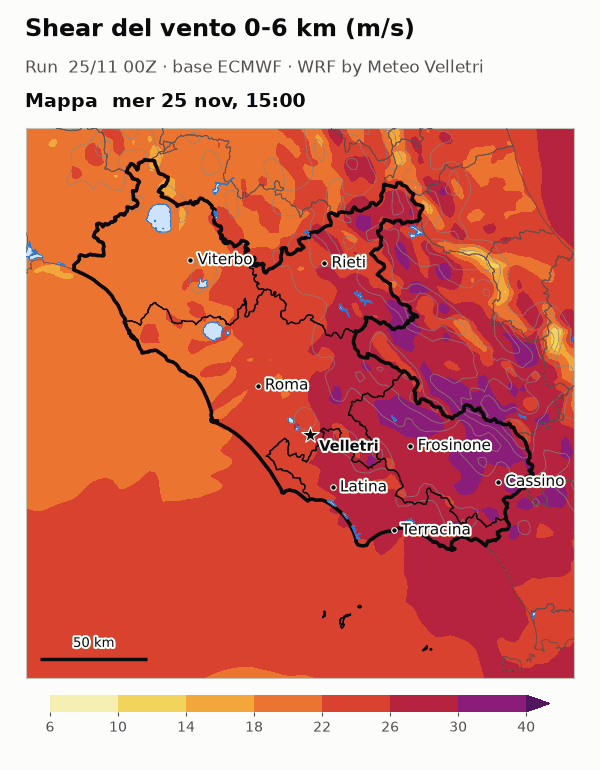 Shear del vento 0-6 km (m/s)
Run  25/11 00Z · base ECMWF · WRF by Meteo Velletri
Mappa  mer 25 nov, 15:00
Viterbo
Rieti
Roma
Velletri
Frosinone
Cassino
Latina
Terracina
50 km
6 10 14 18 22 26 30 40